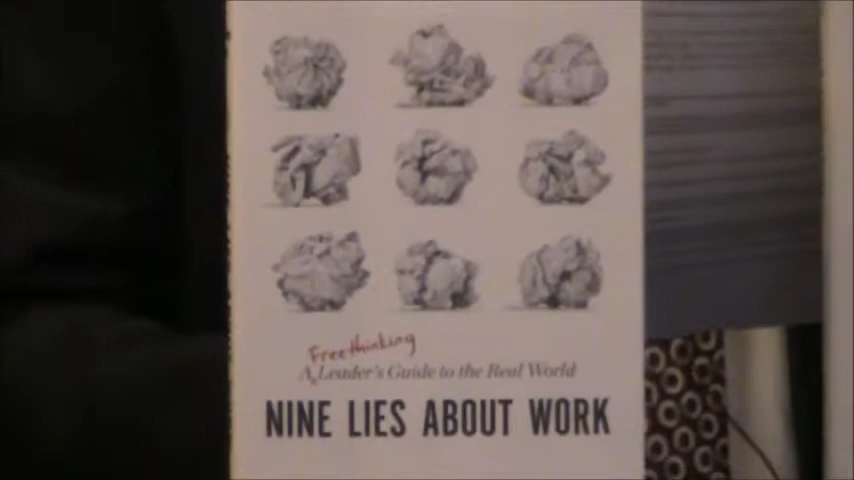 Freethinking
A Leader's Guide to the Real World
NINE LIES ABOUT WORK